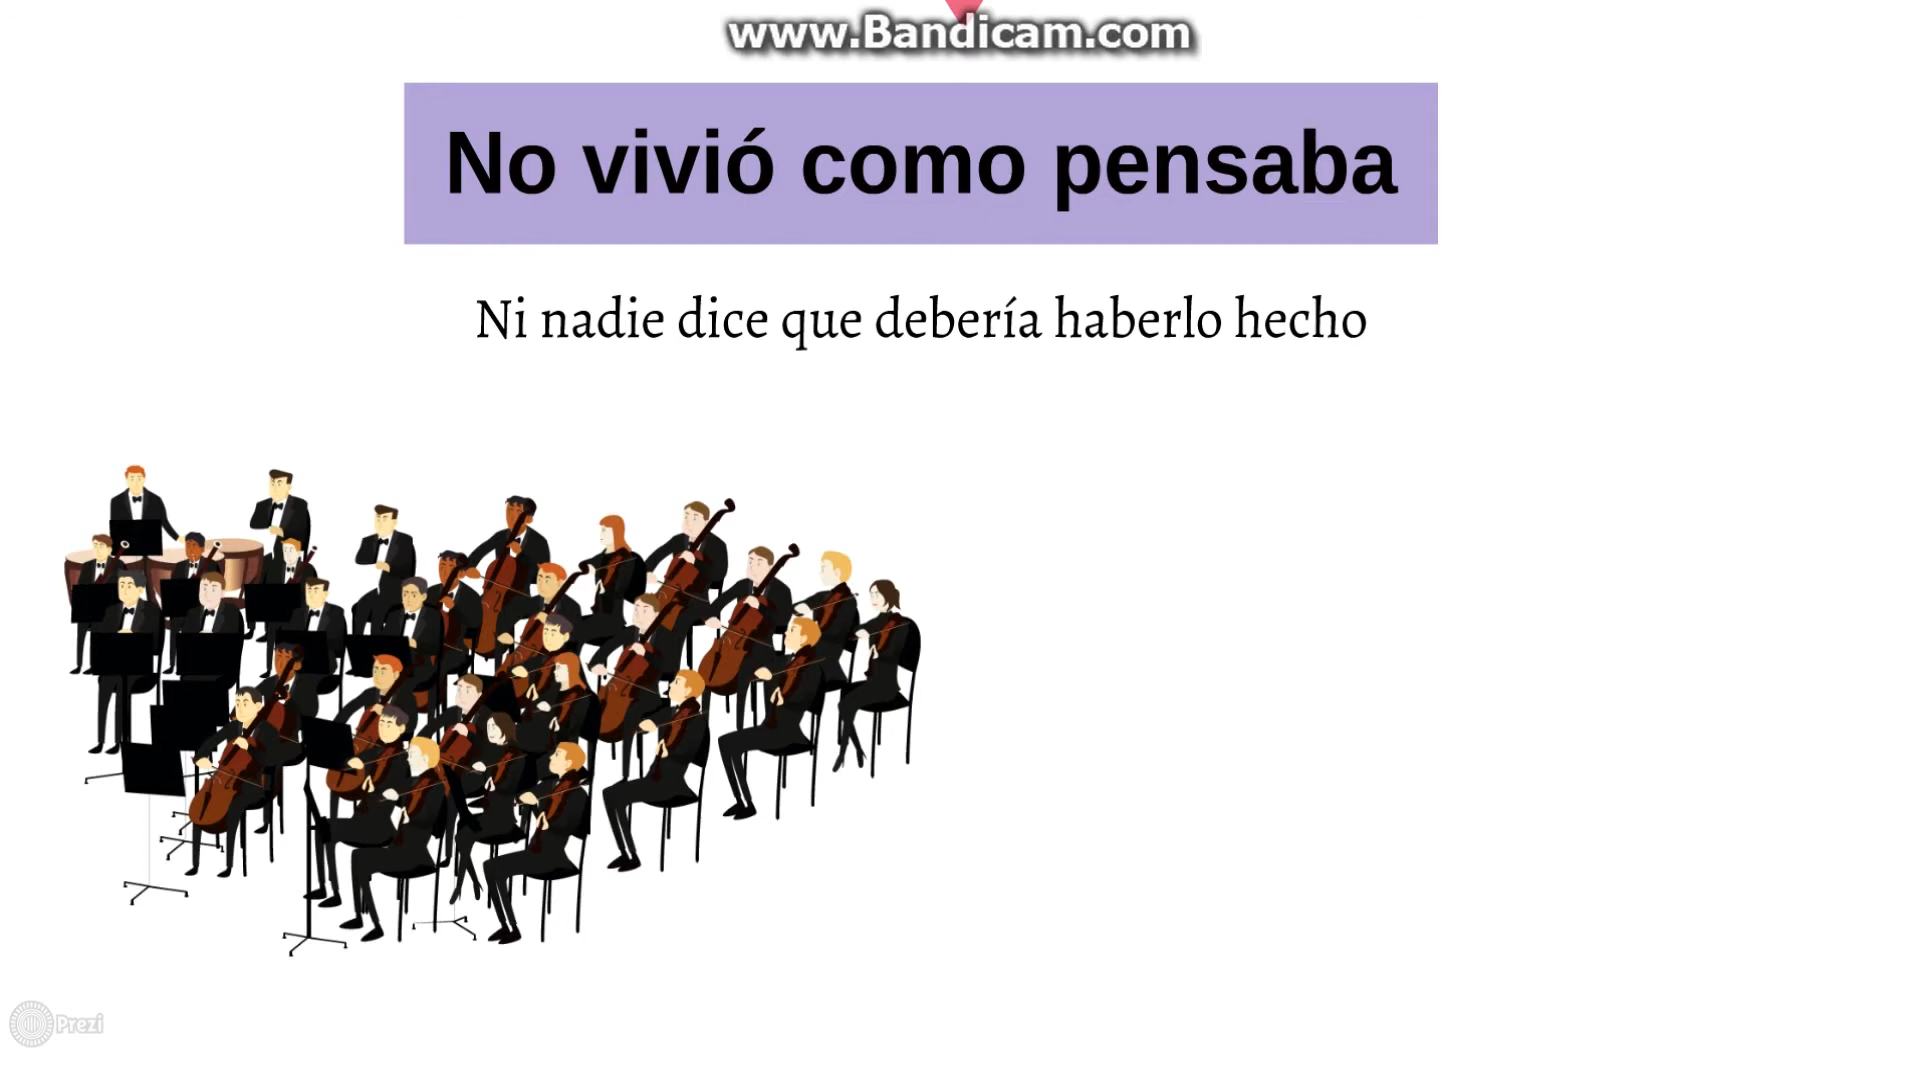 www.Bandicam.com
No vivió como pensaba
Ni nadie dice que debería haberlo hecho
Prezi